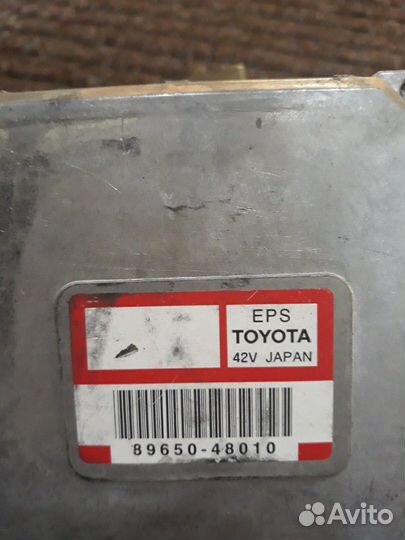 EPS
TOYOTA
42V JAPAN
89650-48010
Avito